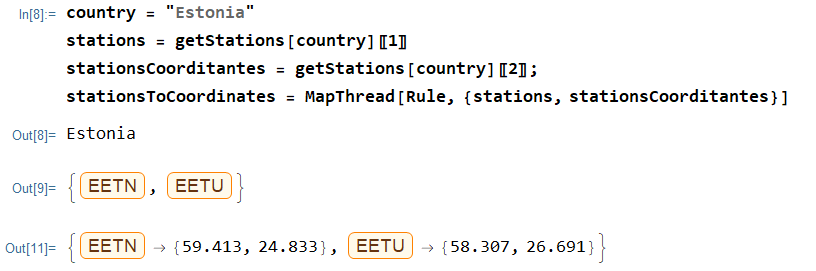 In[8]:= country = "Estonia"
stations = getStations[country]⟦1⟧
stationsCoorditantes = getStations[country]⟦2⟧;
stationsToCoordinates = MapThread[Rule, {stations, stationsCoorditantes}]
Out[8]= Estonia
Out[9]= { EETN , EETU }
Out[11]= { EETN → {59.413, 24.833}, EETU → {58.307, 26.691}}